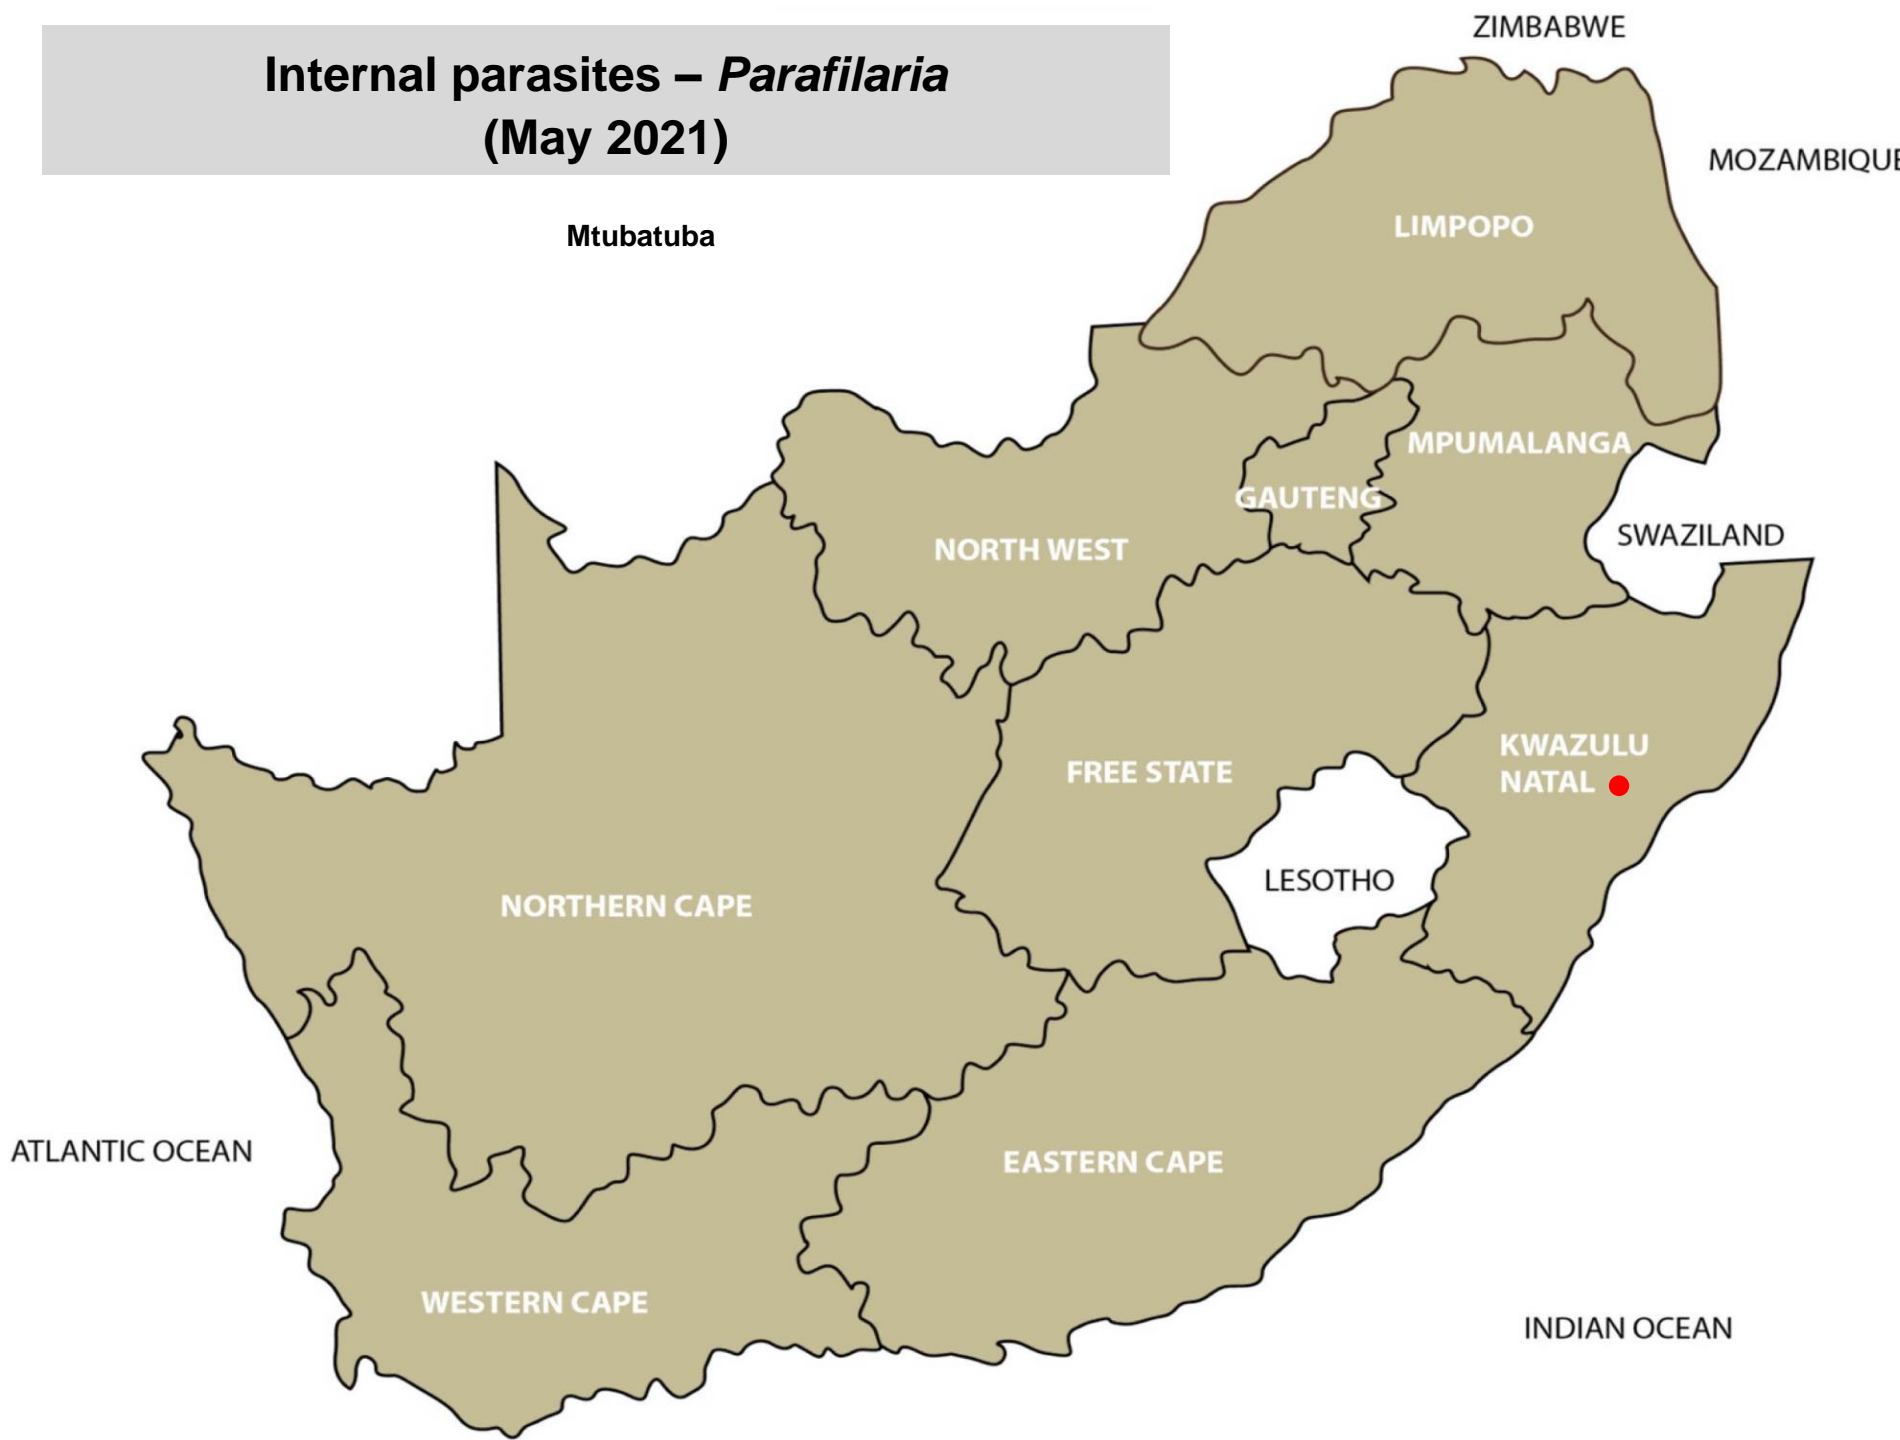 Internal parasites – Parafilaria
(May 2021)
Mtubatuba
ZIMBABWE
MOZAMBIQUE
LIMPOPO
MPUMALANGA
GAUTENG
SWAZILAND
NORTH WEST
KWAZULU
NATAL
FREE STATE
LESOTHO
NORTHERN CAPE
ATLANTIC OCEAN
EASTERN CAPE
WESTERN CAPE
INDIAN OCEAN